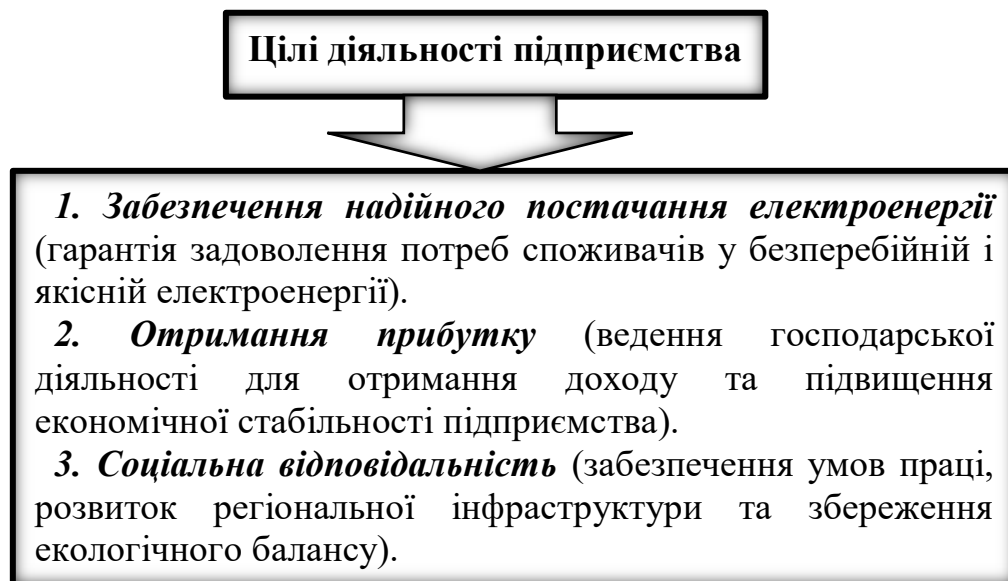 Цілі діяльності підприємства
1. Забезпечення надійного постачання електроенергії
(гарантія задоволення потреб споживачів у безперебійній і
якісній електроенергії).
2. Отримання прибутку (ведення господарської
діяльності для отримання доходу та підвищення
економічної стабільності підприємства).
3. Соціальна відповідальність (забезпечення умов праці,
розвиток регіональної інфраструктури та збереження
екологічного балансу).